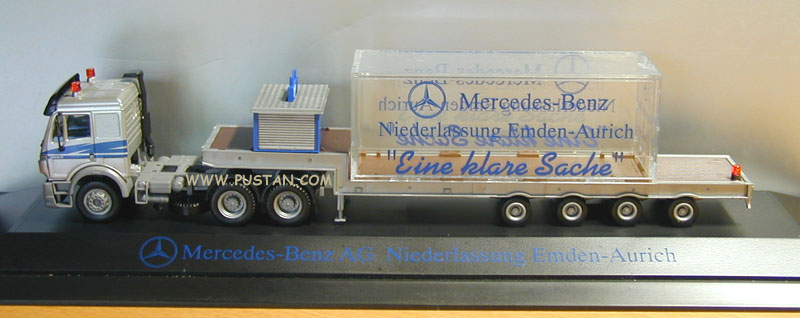 Mercedes-Benz
Niederlassung Emden-Aurich
"Eine klare Sache"
WWW.PUSTAN.COM
Mercedes-Benz AG Niederlassung Emden-Aurich